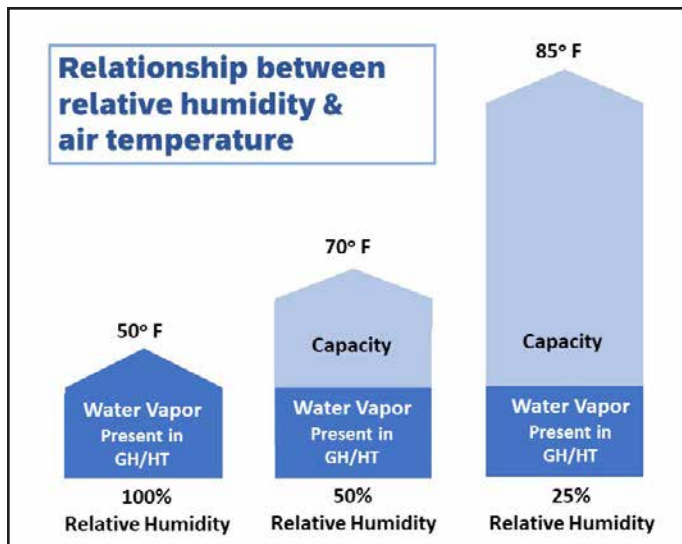 Relationship between
relative humidity &
air temperature
50° F
Water Vapor
Present in
GH/HT
100%
Relative Humidity
70° F
Capacity
Water Vapor
Present in
GH/HT
50%
Relative Humidity
85° F
Capacity
Water Vapor
Present in
GH/HT
25%
Relative Humidity